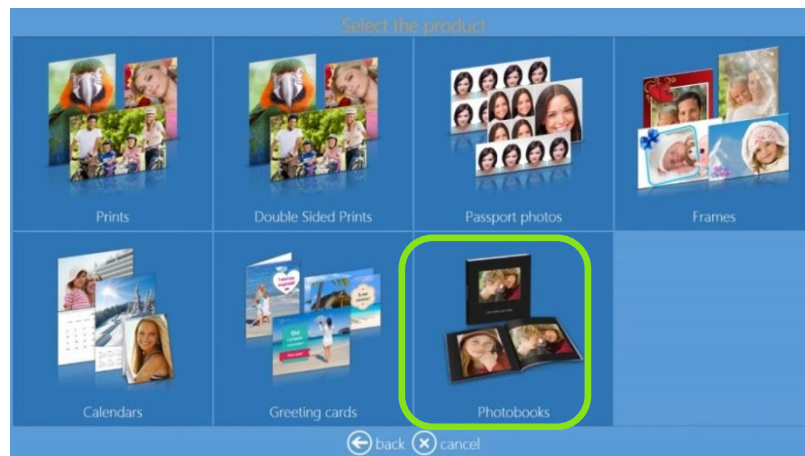 Select the product
Prints
Double Sided Prints
Passport photos
Frames
Calendars
Greeting cards
Photobooks
back cancel